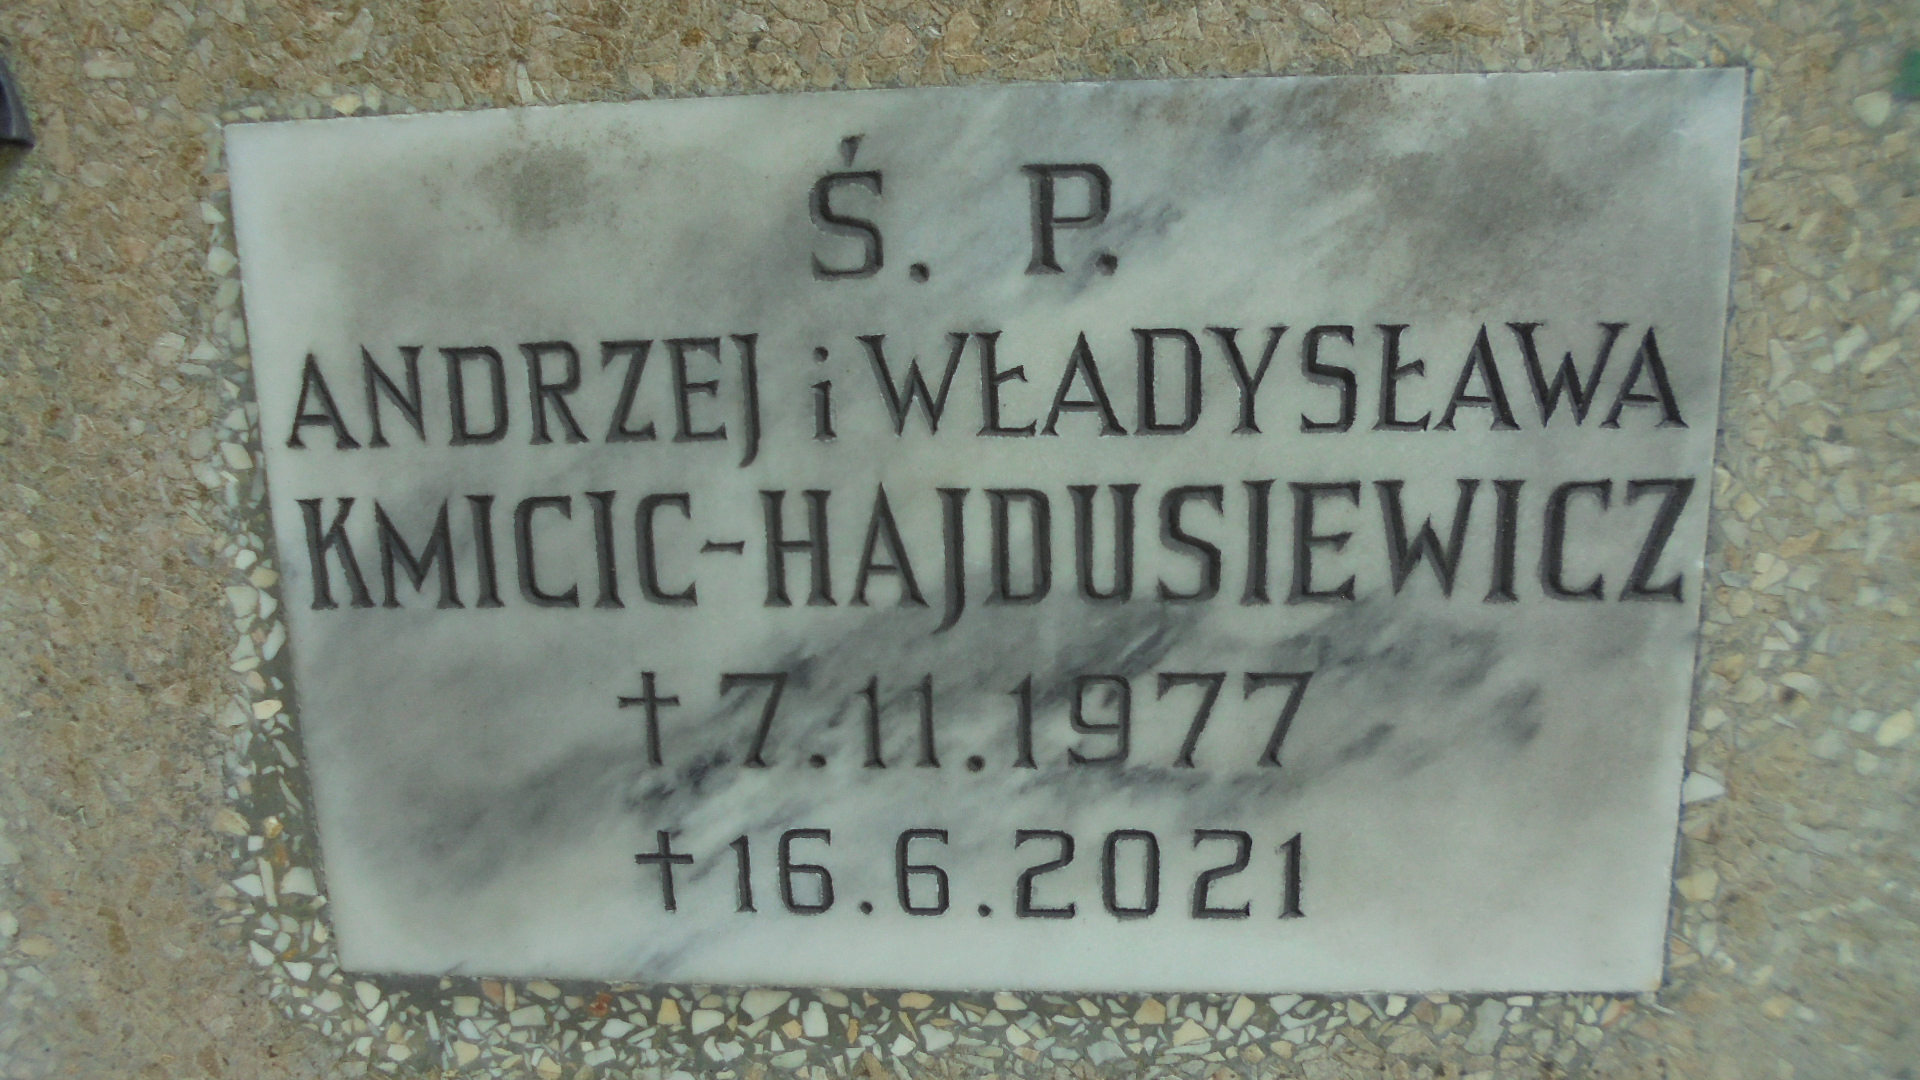 Ś. P.
ANDRZEJ i WŁADYSŁAWA
KMICIC-HAJDUSIEWICZ
†7.11.1977
†16.6.2021